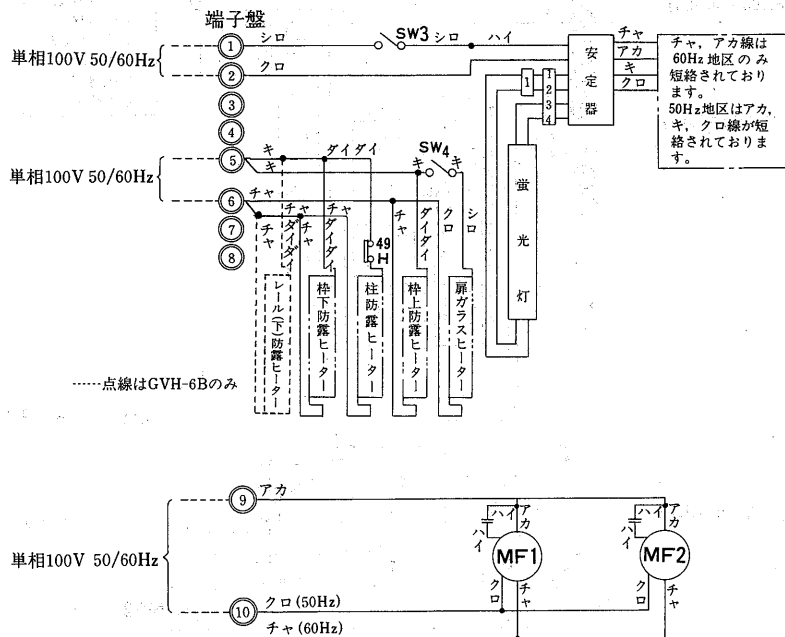 端子盤
単相100V 50/60Hz
1
2
3
4
5
6
7
8
シロ
SW3
シロ
ハイ
クロ
安定器
1
1
2
3
4
チャ
アカ
キ
クロ
チャ，アカ線は
60Hz地区のみ
短絡されており
ます。
50Hz地区はアカ，
キ，クロ線が短
絡されておりま
す。
単相100V 50/60Hz
キ
キ
ダイダイ
キ
SW4
キ
チャ
チャ
チャ
ダイダイ
チャ
チャ
ダイダイ
49
H
チャ
ダイダイ
クロ
シロ
蛍光灯
レール(下)防露ヒーター
枠下防露ヒーター
柱防露ヒーター
枠上防露ヒーター
扉ガラスヒーター
……点線はGVH-6Bのみ
単相100V 50/60Hz
9
アカ
10
クロ(50Hz)
チャ(60Hz)
ハイ
アカ
ハイ
MF1
クロ
チャ
ハイ
アカ
ハイ
MF2
クロ
チャ